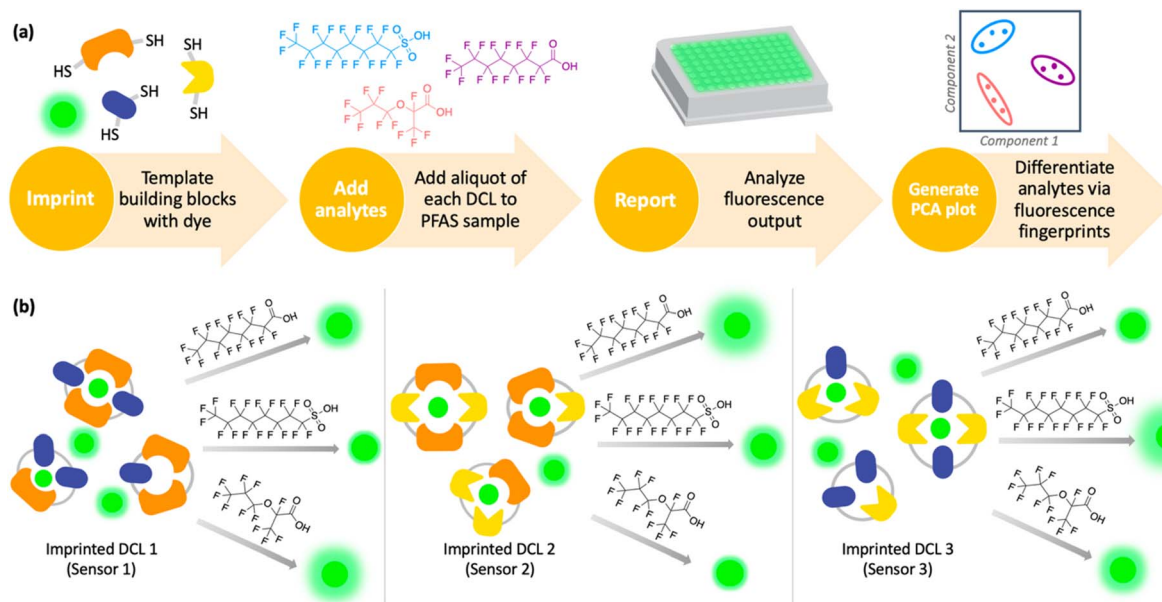 (a)
SH
SH
HS
SH
HS
SH
F F F F F F F F O OH
F S
F F F F F F F F O
F F F F F F F O
F OH
F F F F F F F
F F F F F O
F O OH
F F F F F
Component 2
Component 1
Imprint
Template
building blocks
with dye
Add
analytes
Add aliquot of
each DCL to
PFAS sample
Report
Analyze
fluorescence
output
Generate
PCA plot
Differentiate
analytes via
fluorescence
fingerprints
(b)
Imprinted DCL 1
(Sensor 1)
Imprinted DCL 2
(Sensor 2)
Imprinted DCL 3
(Sensor 3)